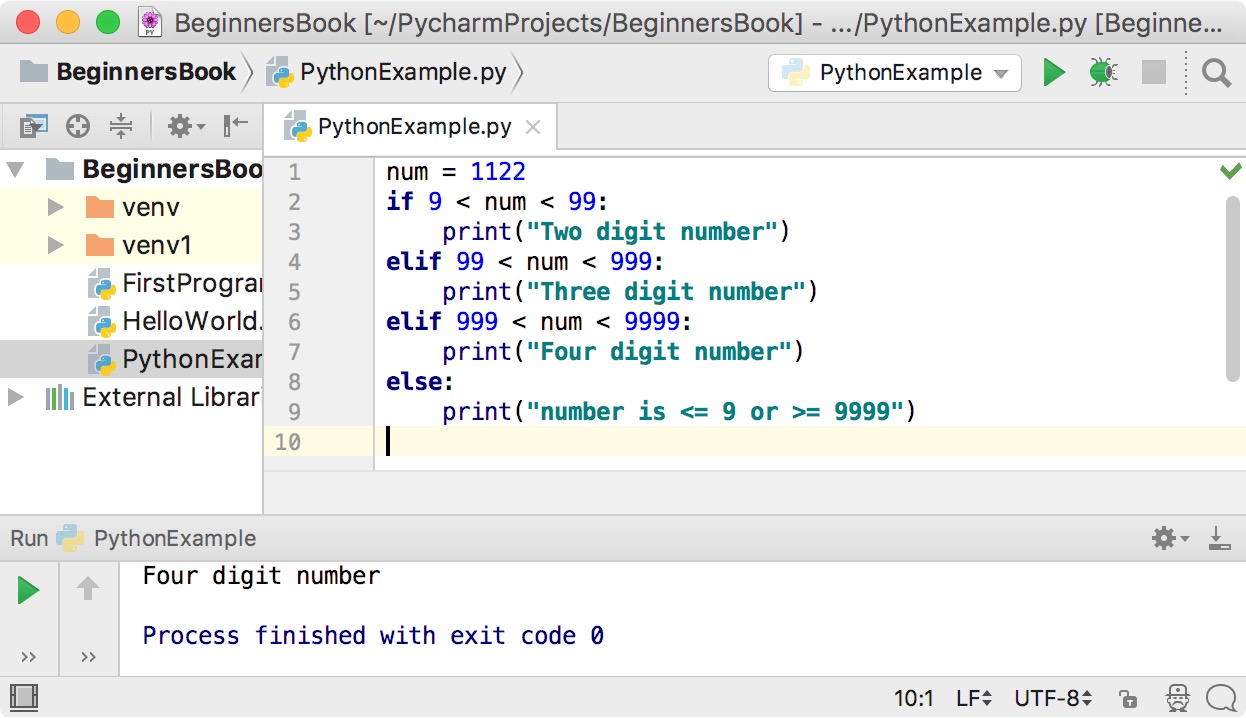 BeginnersBook [~/PycharmProjects/BeginnersBook] - .../PythonExample.py [Beginne...
BeginnersBook PythonExample.py PythonExample
PythonExample.py
BeginnersBoo
venv
venv1
FirstProgram
HelloWorld.
PythonExar
External Librar
1 num = 1122
2 if 9 < num < 99:
3     print("Two digit number")
4 elif 99 < num < 999:
5     print("Three digit number")
6 elif 999 < num < 9999:
7     print("Four digit number")
8 else:
9     print("number is <= 9 or >= 9999")
10
Run PythonExample
Four digit number
Process finished with exit code 0
10:1 LF UTF-8